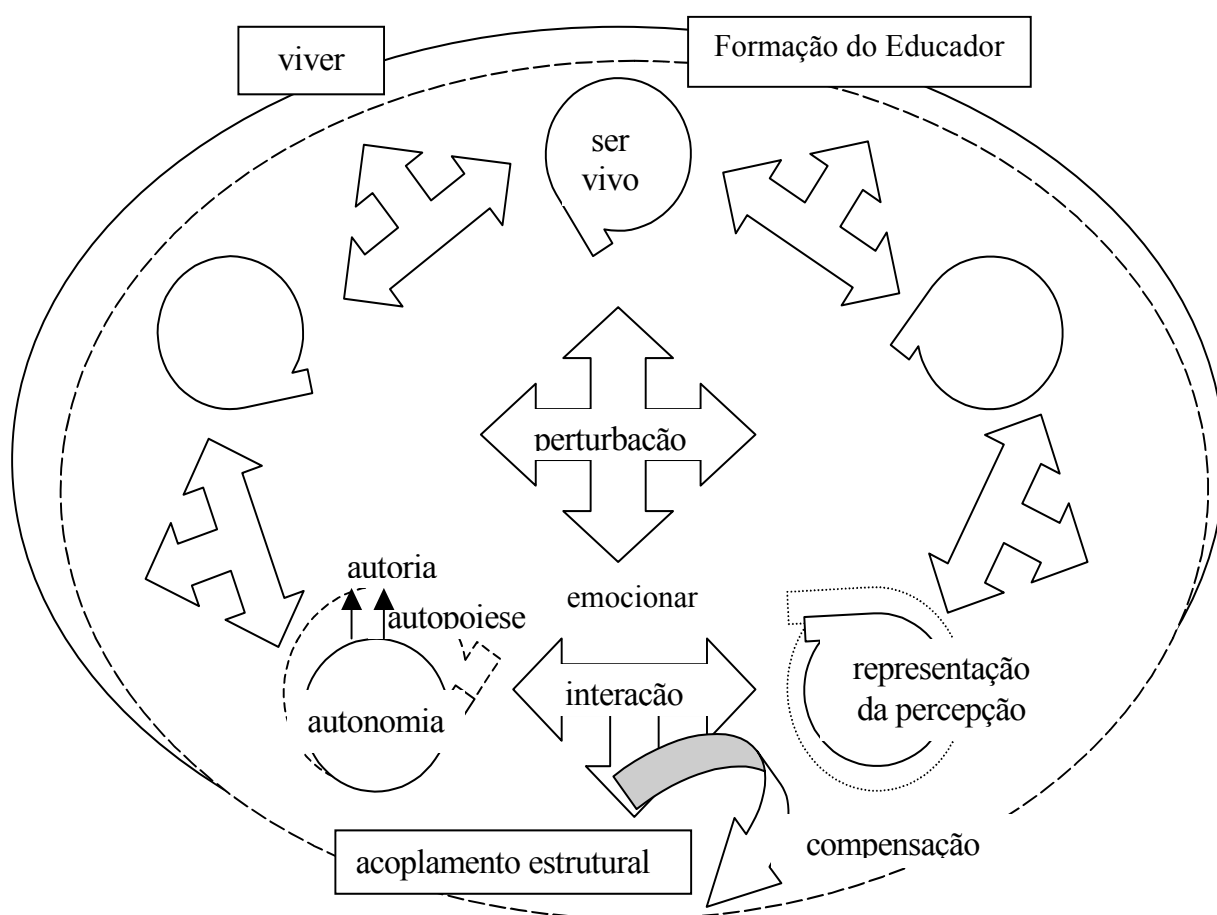 viver
Formação do Educador
ser
vivo
perturbação
autoria
autopoiese
emocionar
autonomia
interação
representação
da percepção
acoplamento estrutural
compensação